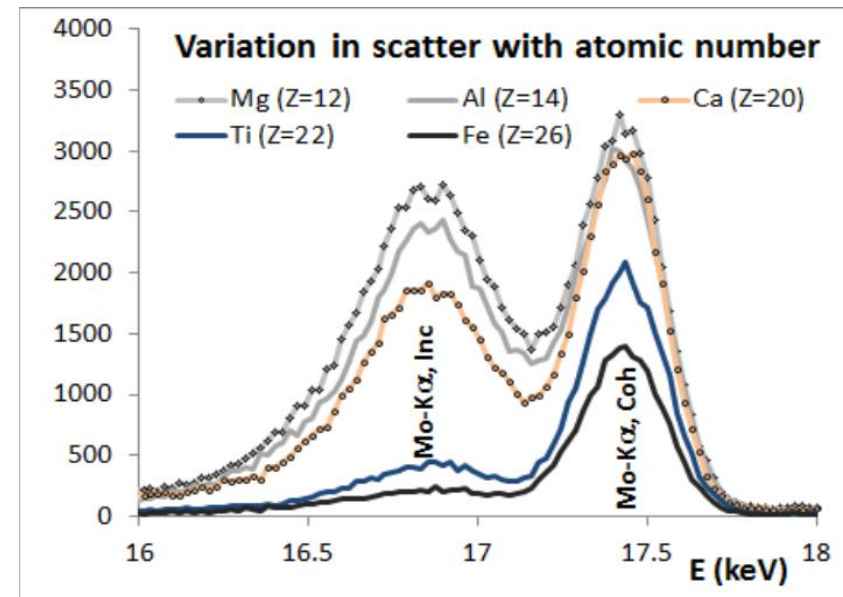 Variation in scatter with atomic number
Mg (Z=12) Al (Z=14) Ca (Z=20)
Ti (Z=22) Fe (Z=26)
4000
3500
3000
2500
2000
1500
1000
500
0
Mo-Kα, Inc
Mo-Kα, Coh
16 16.5 17 17.5 18
E (keV)